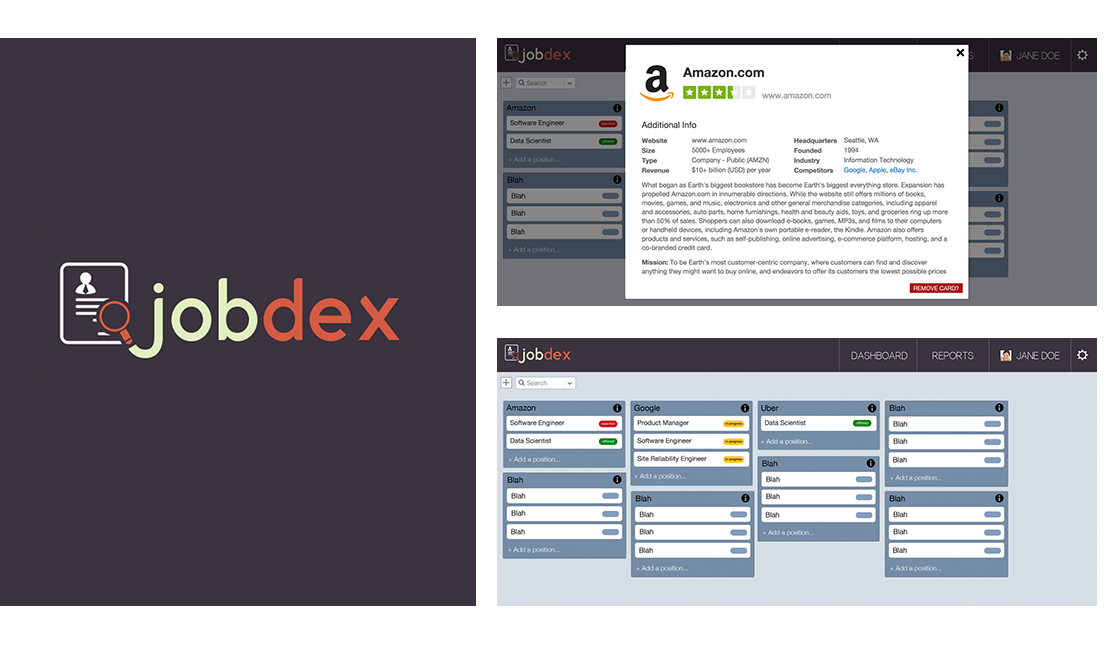 jobdex
jobdex
S
JANE DOE
Search
Amazon
Software Engineer
rejected
Data Scientist
offered
+ Add a position...
Blah
Blah
Blah
Blah
+ Add a position...
Amazon.com
www.amazon.com
Additional Info
Website www.amazon.com Headquarters Seattle, WA
Size 5000+ Employees Founded 1994
Type Company - Public (AMZN) Industry Information Technology
Revenue $10+ billion (USD) per year Competitors Google, Apple, eBay Inc.
What began as Earth's biggest bookstore has become Earth's biggest everything store. Expansion has
propelled Amazon.com in innumerable directions. While the website still offers millions of books,
movies, games, and music, electronics and other general merchandise categories, including apparel
and accessories, auto parts, home furnishings, health and beauty aids, toys, and groceries ring up more
than 50% of sales. Shoppers can also download e-books, games, MP3s, and films to their computers
or handheld devices, including Amazon's own portable e-reader, the Kindle. Amazon also offers
products and services, such as self-publishing, online advertising, e-commerce platform, hosting, and a
co-branded credit card.
Mission: To be Earth's most customer-centric company, where customers can find and discover
anything they might want to buy online, and endeavors to offer its customers the lowest possible prices
REMOVE CARD?
jobdex
DASHBOARD
REPORTS
JANE DOE
Search
Amazon
Software Engineer
rejected
Data Scientist
offered
+ Add a position...
Blah
Blah
Blah
Blah
+ Add a position...
Google
Product Manager
in progress
Software Engineer
in progress
Site Reliability Engineer
in progress
+ Add a position...
Blah
Blah
Blah
Blah
+ Add a position...
Uber
Data Scientist
offered
+ Add a position...
Blah
Blah
Blah
Blah
+ Add a position...
Blah
Blah
Blah
Blah
+ Add a position...
Blah
Blah
Blah
Blah
+ Add a position...